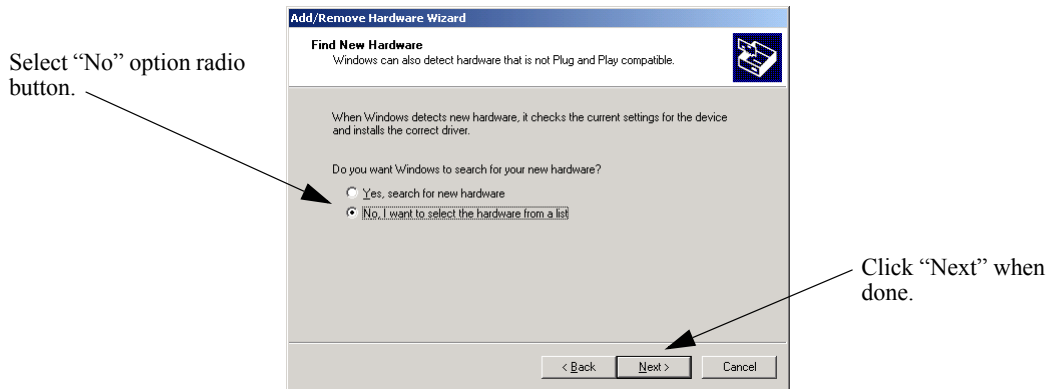 Add/Remove Hardware Wizard
Find New Hardware
Windows can also detect hardware that is not Plug and Play compatible.
Select “No” option radio
button.
When Windows detects new hardware, it checks the current settings for the device
and installs the correct driver.
Do you want Windows to search for your new hardware?
Yes, search for new hardware
No, I want to select the hardware from a list
Click “Next” when
done.
< Back
Next >
Cancel